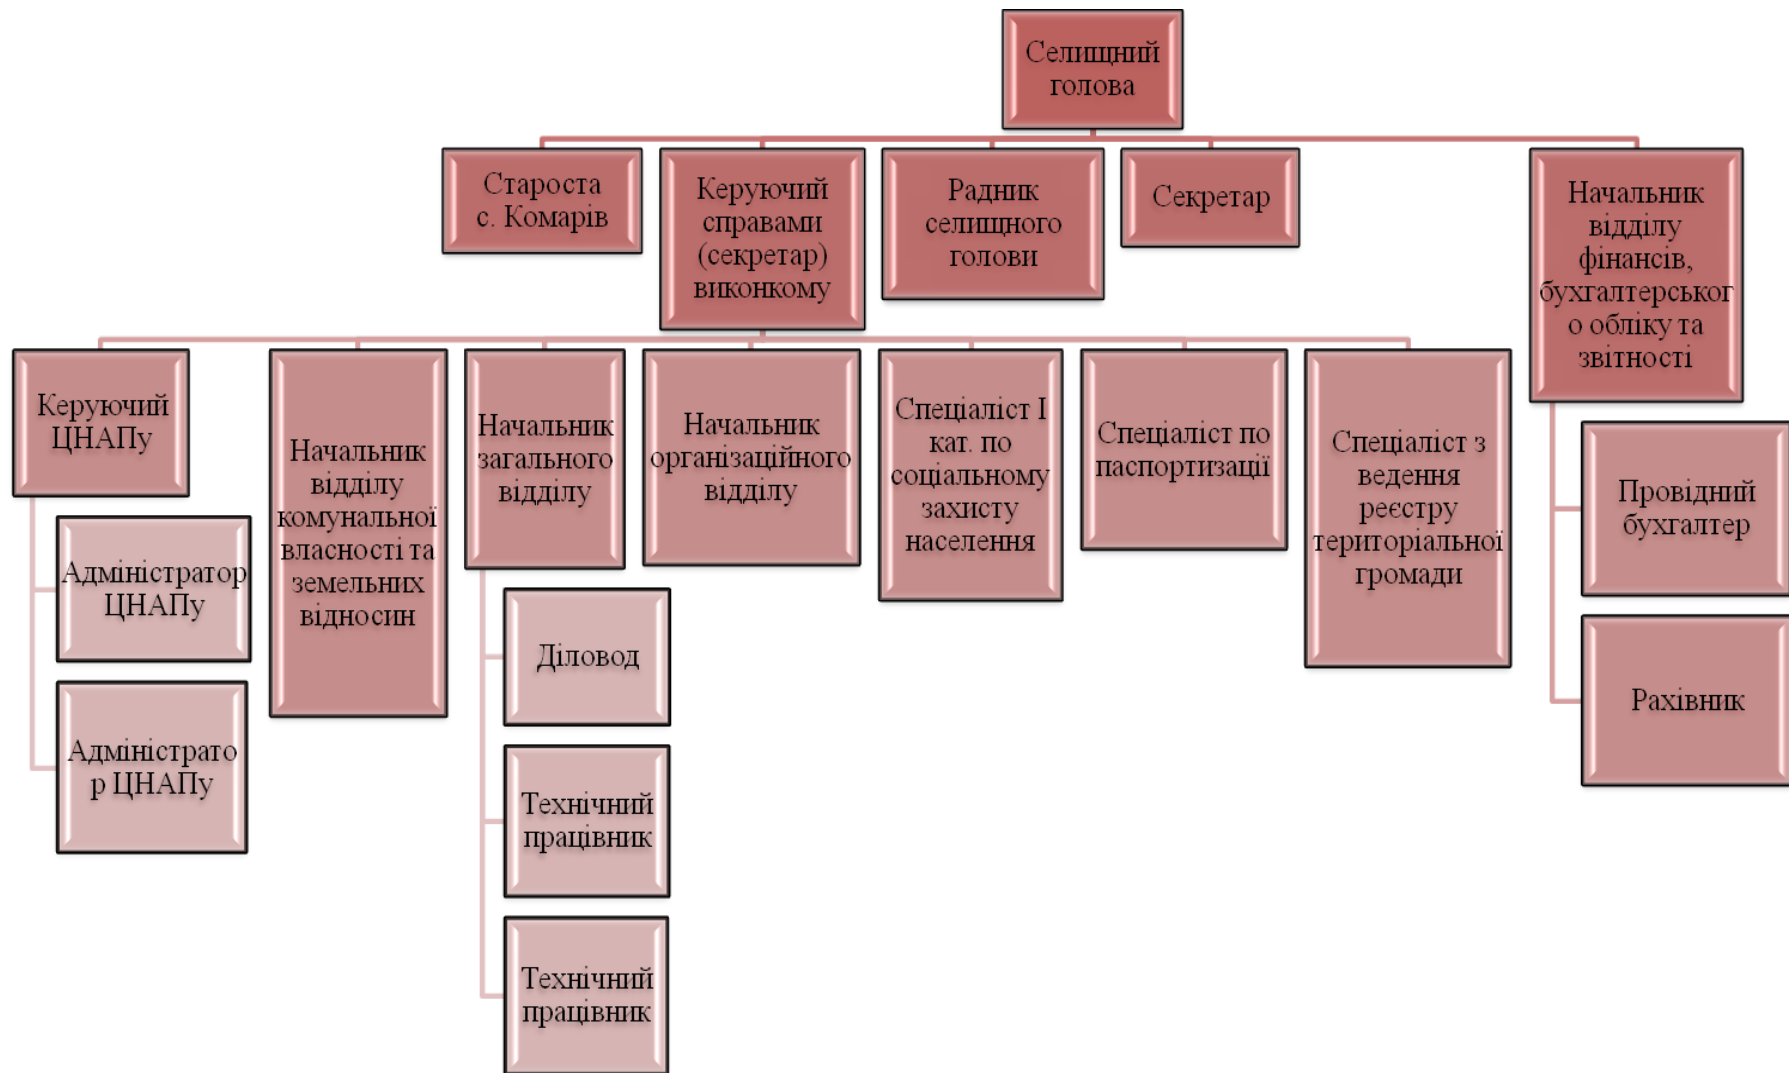 Селищний
голова
Староста
с. Комарів
Керуючий
справами
(секретар)
виконкому
Радник
селищного
голови
Секретар
Начальник
відділу
фінансів,
бухгалтерськог
о обліку та
звітності
Керуючий
ЦНАПу
Начальник
відділу
комунальної
власності та
земельних
відносин
Начальник
загального
відділу
Начальник
організаційного
відділу
Спеціаліст І
кат. по
соціальному
захисту
населення
Спеціаліст по
паспортизації
Спеціаліст з
ведення
реєстру
територіальної
громади
Провідний
бухгалтер
Рахівник
Адміністратор
ЦНАПу
Адміністрато
р ЦНАПу
Діловод
Технічний
працівник
Технічний
працівник